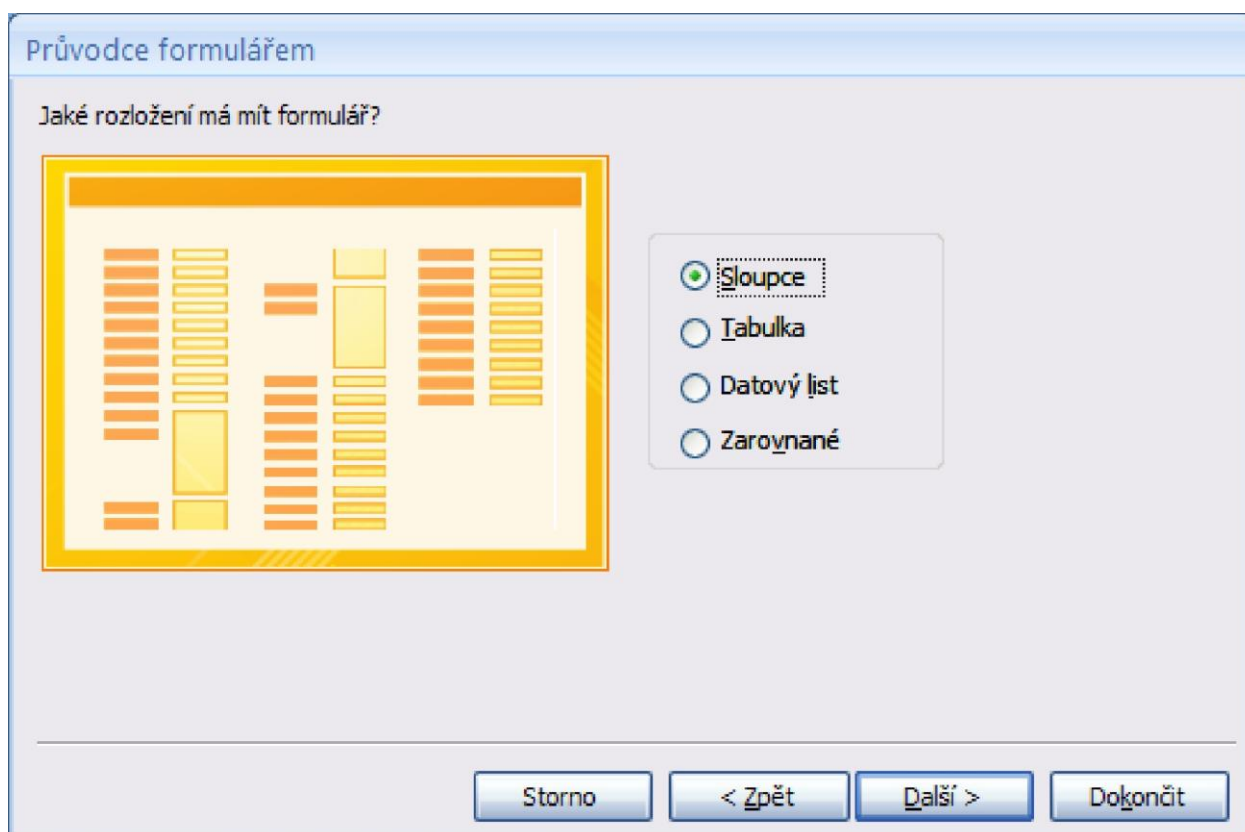 Průvodce formulářem
Jaké rozložení má mít formulář?
Sloupce
Tabulka
Datový list
Zarovnané
Storno
< Zpět
Další >
Dokončit